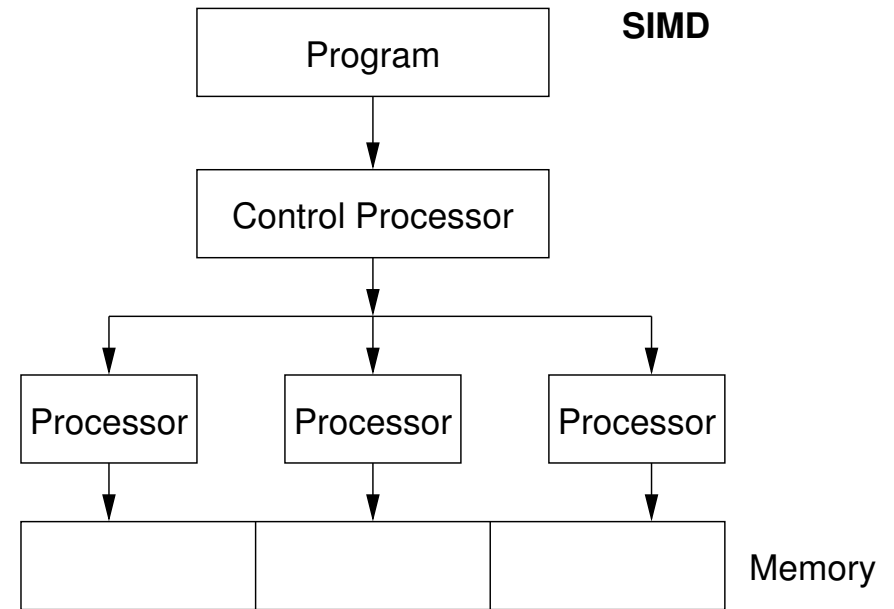 SIMD
Program
Control Processor
Processor Processor Processor
Memory